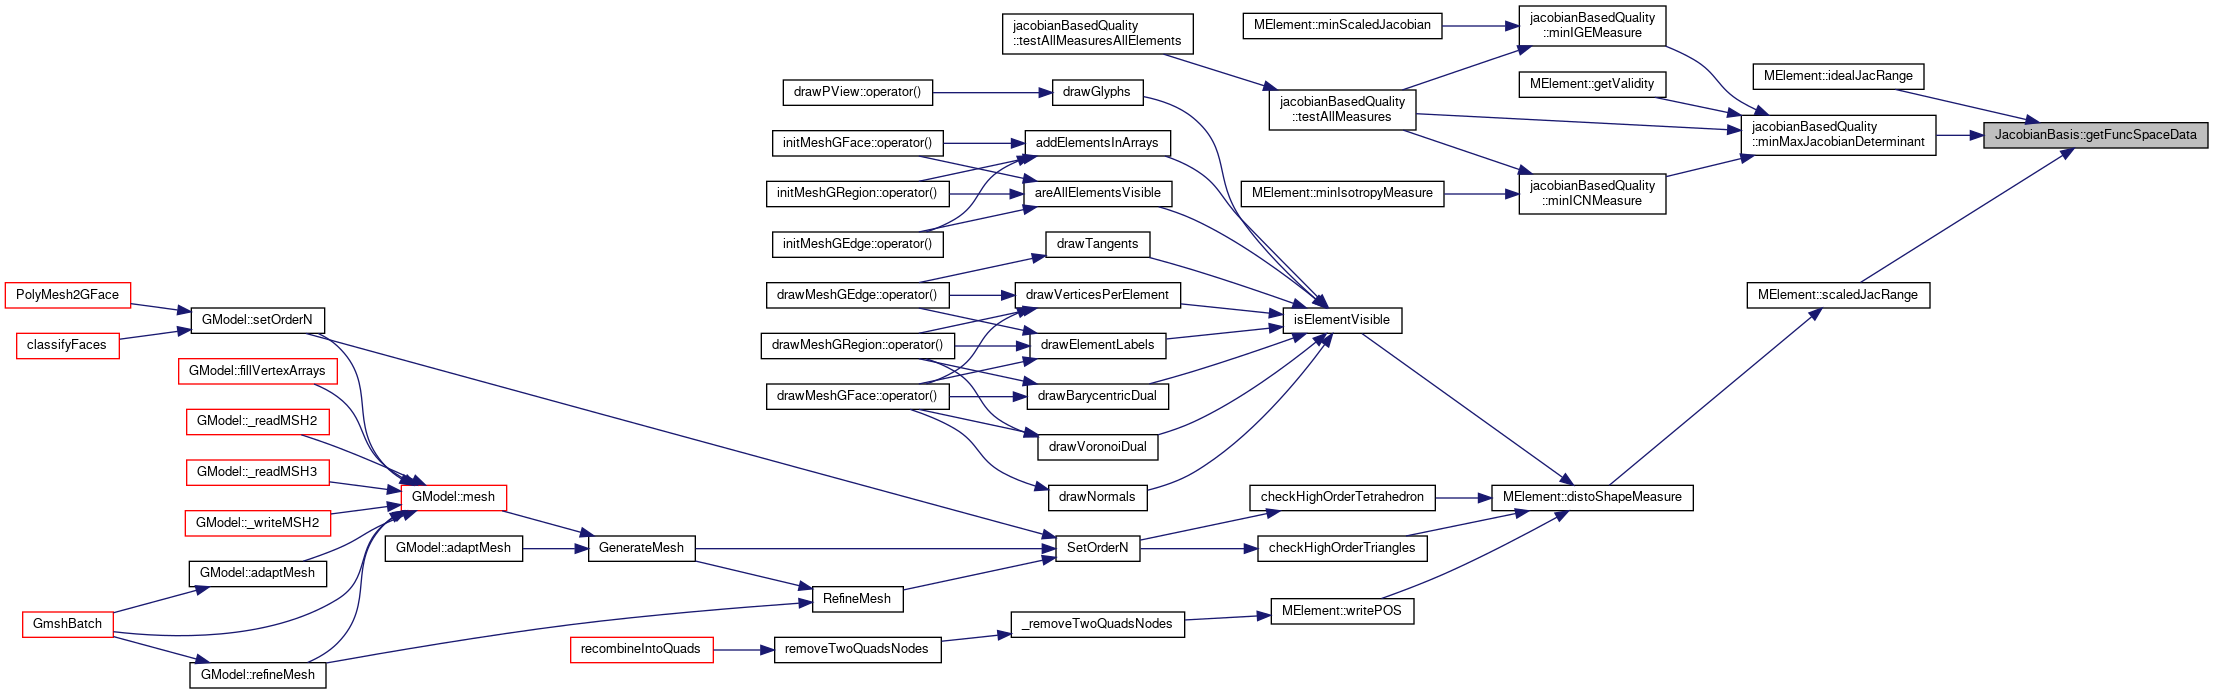 jacobianBasedQuality
::testAllMeasuresAllElements
MElement::minScaledJacobian
jacobianBasedQuality
::minIGEMeasure
MElement::idealJacRange
drawPView::operator()
drawGlyphs
MElement::getValidity
jacobianBasedQuality
::testAllMeasures
jacobianBasedQuality
::minMaxJacobianDeterminant
JacobianBasis::getFuncSpaceData
initMeshGFace::operator()
addElementsInArrays
initMeshGRegion::operator()
areAllElementsVisible
MElement::minIsotropyMeasure
jacobianBasedQuality
::minICNMeasure
initMeshGEdge::operator()
drawTangents
PolyMesh2GFace
GModel::setOrderN
drawMeshGEdge::operator()
drawVerticesPerElement
isElementVisible
MElement::scaledJacRange
classifyFaces
drawMeshGRegion::operator()
drawElementLabels
GModel::fillVertexArrays
drawMeshGFace::operator()
drawBarycentricDual
GModel::_readMSH2
drawVoronoiDual
GModel::_readMSH3
GModel::mesh
drawNormals
checkHighOrderTetrahedron
MElement::distoShapeMeasure
GModel::_writeMSH2
GModel::adaptMesh
GenerateMesh
SetOrderN
checkHighOrderTriangles
GModel::adaptMesh
RefineMesh
GmshBatch
_removeTwoQuadsNodes
MElement::writePOS
recombineIntoQuads
removeTwoQuadsNodes
GModel::refineMesh